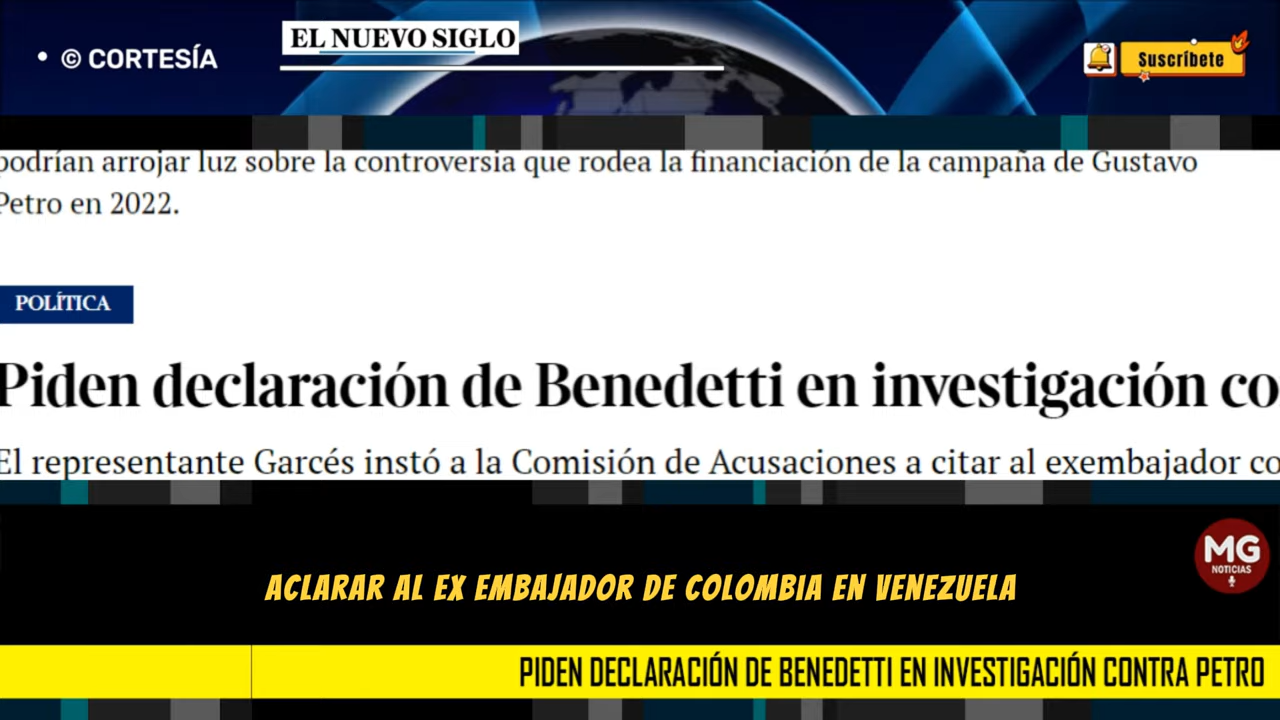 • © CORTESÍA
EL NUEVO SIGLO
Suscríbete
podrían arrojar luz sobre la controversia que rodea la financiación de la campaña de Gustavo
Petro en 2022.
POLÍTICA
Piden declaración de Benedetti en investigación co
El representante Garcés instó a la Comisión de Acusaciones a citar al exembajador co
MG
NOTICIAS
ACLARAR AL EX EMBAJADOR DE COLOMBIA EN VENEZUELA
PIDEN DECLARACIÓN DE BENEDETTI EN INVESTIGACIÓN CONTRA PETRO